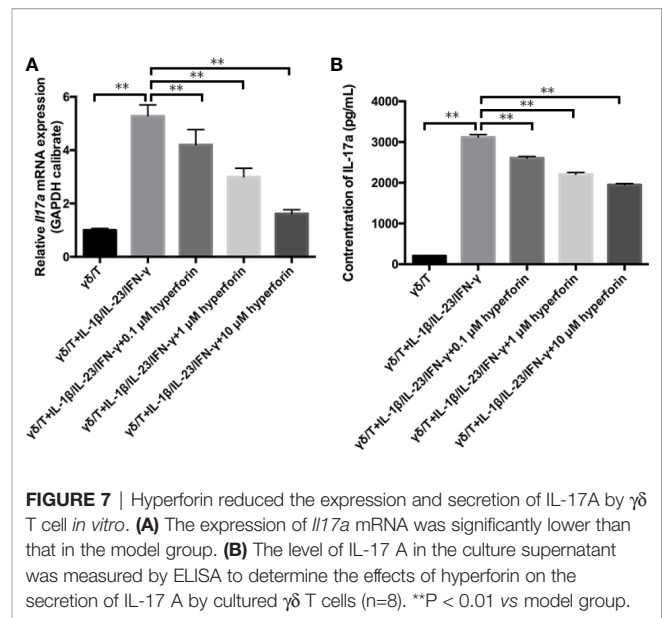 A
**
**
**
**
6
4
2
0
Relative Il17a mRNA expression
(GAPDH calibrate)
γδ/T
γδ/T+IL-1β/IL-23/IFN-γ
γδ/T+IL-1β/IL-23/IFN-γ+0.1 μM hyperforin
γδ/T+IL-1β/IL-23/IFN-γ+1 μM hyperforin
γδ/T+IL-1β/IL-23/IFN-γ+10 μM hyperforin
B
**
**
**
**
4000
3000
2000
1000
0
Contrentration of IL-17a (pg/mL)
γδ/T
γδ/T+IL-1β/IL-23/IFN-γ
γδ/T+IL-1β/IL-23/IFN-γ+0.1 μM hyperforin
γδ/T+IL-1β/IL-23/IFN-γ+1 μM hyperforin
γδ/T+IL-1β/IL-23/IFN-γ+10 μM hyperforin
FIGURE 7 | Hyperforin reduced the expression and secretion of IL-17A by γδ
T cell in vitro. (A) The expression of Il17a mRNA was significantly lower than
that in the model group. (B) The level of IL-17 A in the culture supernatant
was measured by ELISA to determine the effects of hyperforin on the
secretion of IL-17 A by cultured γδ T cells (n=8). **P < 0.01 vs model group.